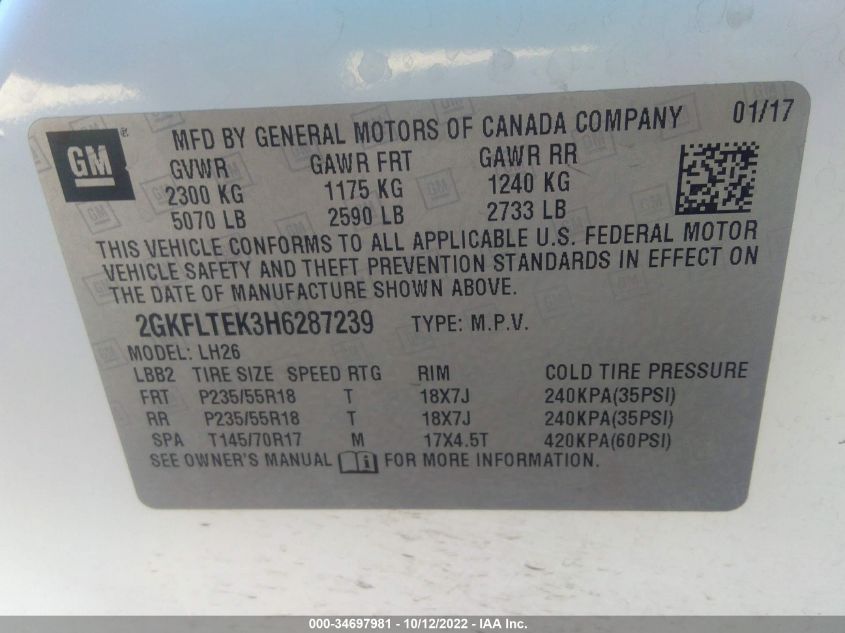 GM ®
MFD BY GENERAL MOTORS OF CANADA COMPANY 01/17
GVWR GAWR FRT GAWR RR
2300 KG 1175 KG 1240 KG
5070 LB 2590 LB 2733 LB
THIS VEHICLE CONFORMS TO ALL APPLICABLE U.S. FEDERAL MOTOR
VEHICLE SAFETY AND THEFT PREVENTION STANDARDS IN EFFECT ON
THE DATE OF MANUFACTURE SHOWN ABOVE.
2GKFLTEK3H6287239 TYPE: M.P.V.
MODEL: LH26
LBB2 TIRE SIZE SPEED RTG RIM COLD TIRE PRESSURE
FRT P235/55R18 T 18X7J 240KPA(35PSI)
RR P235/55R18 T 18X7J 240KPA(35PSI)
SPA T145/70R17 M 17X4.5T 420KPA(60PSI)
SEE OWNER'S MANUAL i FOR MORE INFORMATION.
000-34697981 - 10/12/2022 - IAA Inc.